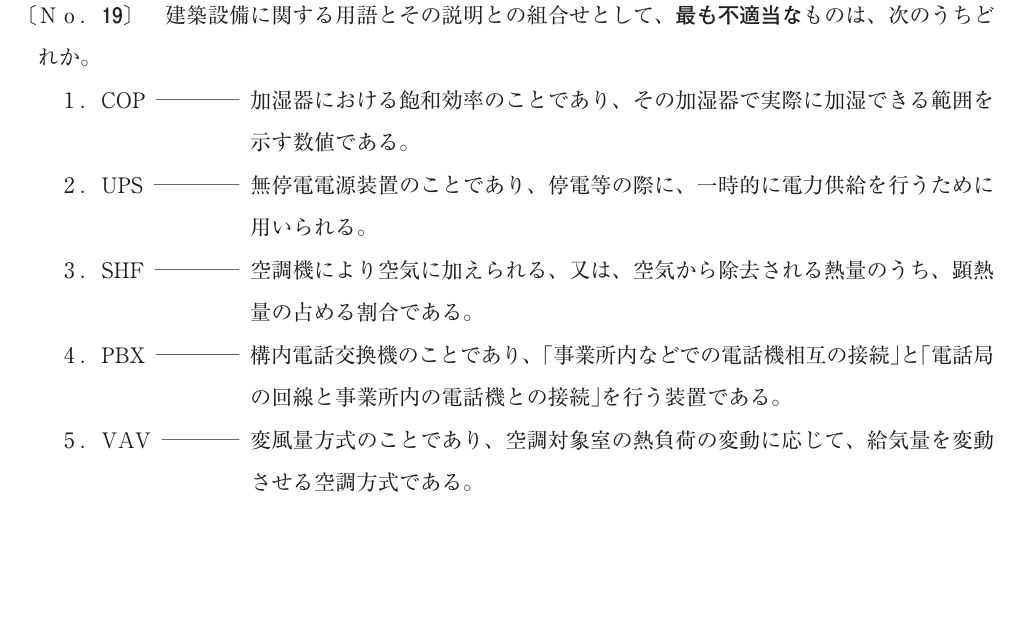 〔Ｎｏ．19〕　建築設備に関する用語とその説明との組合せとして、最も不適当なものは、次のうちど
れか。
1．COP ──── 加湿器における飽和効率のことであり、その加湿器で実際に加湿できる範囲を
示す数値である。
2．UPS ──── 無停電電源装置のことであり、停電等の際に、一時的に電力供給を行うために
用いられる。
3．SHF ──── 空調機により空気に加えられる、又は、空気から除去される熱量のうち、顕熱
量の占める割合である。
4．PBX ──── 構内電話交換機のことであり、「事業所内などでの電話機相互の接続」と「電話局
の回線と事業所内の電話機との接続」を行う装置である。
5．VAV ──── 変風量方式のことであり、空調対象室の熱負荷の変動に応じて、給気量を変動
させる空調方式である。